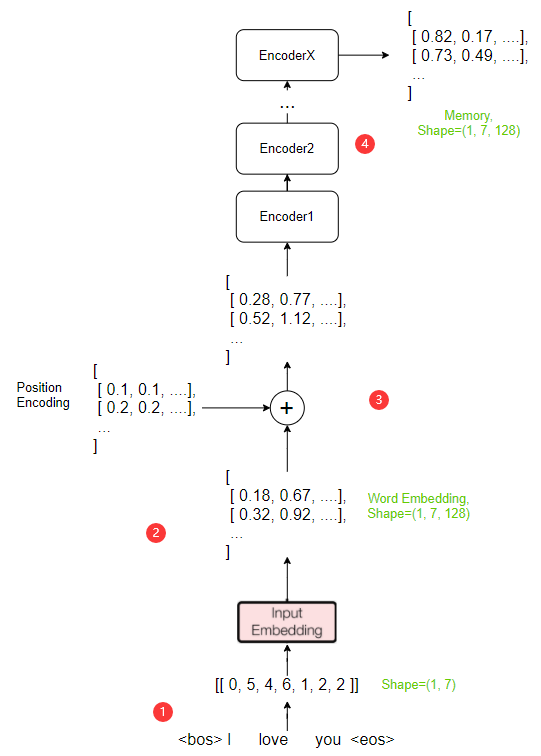 [
[ 0.82, 0.17, ....],
[ 0.73, 0.49, ....],
...
]
Memory,
Shape=(1, 7, 128)
EncoderX
...
4
Encoder2
Encoder1
[
[ 0.28, 0.77, ....],
[ 0.52, 1.12, ....],
...
]
Position
Encoding
[
[ 0.1, 0.1, ....],
[ 0.2, 0.2, ....],
...
]
+
3
[
[ 0.18, 0.67, ....],
[ 0.32, 0.92, ....],
...
]
Word Embedding,
Shape=(1, 7, 128)
2
Input
Embedding
[[ 0, 5, 4, 6, 1, 2, 2 ]]
Shape=(1, 7)
1
<bos> I love you <eos>